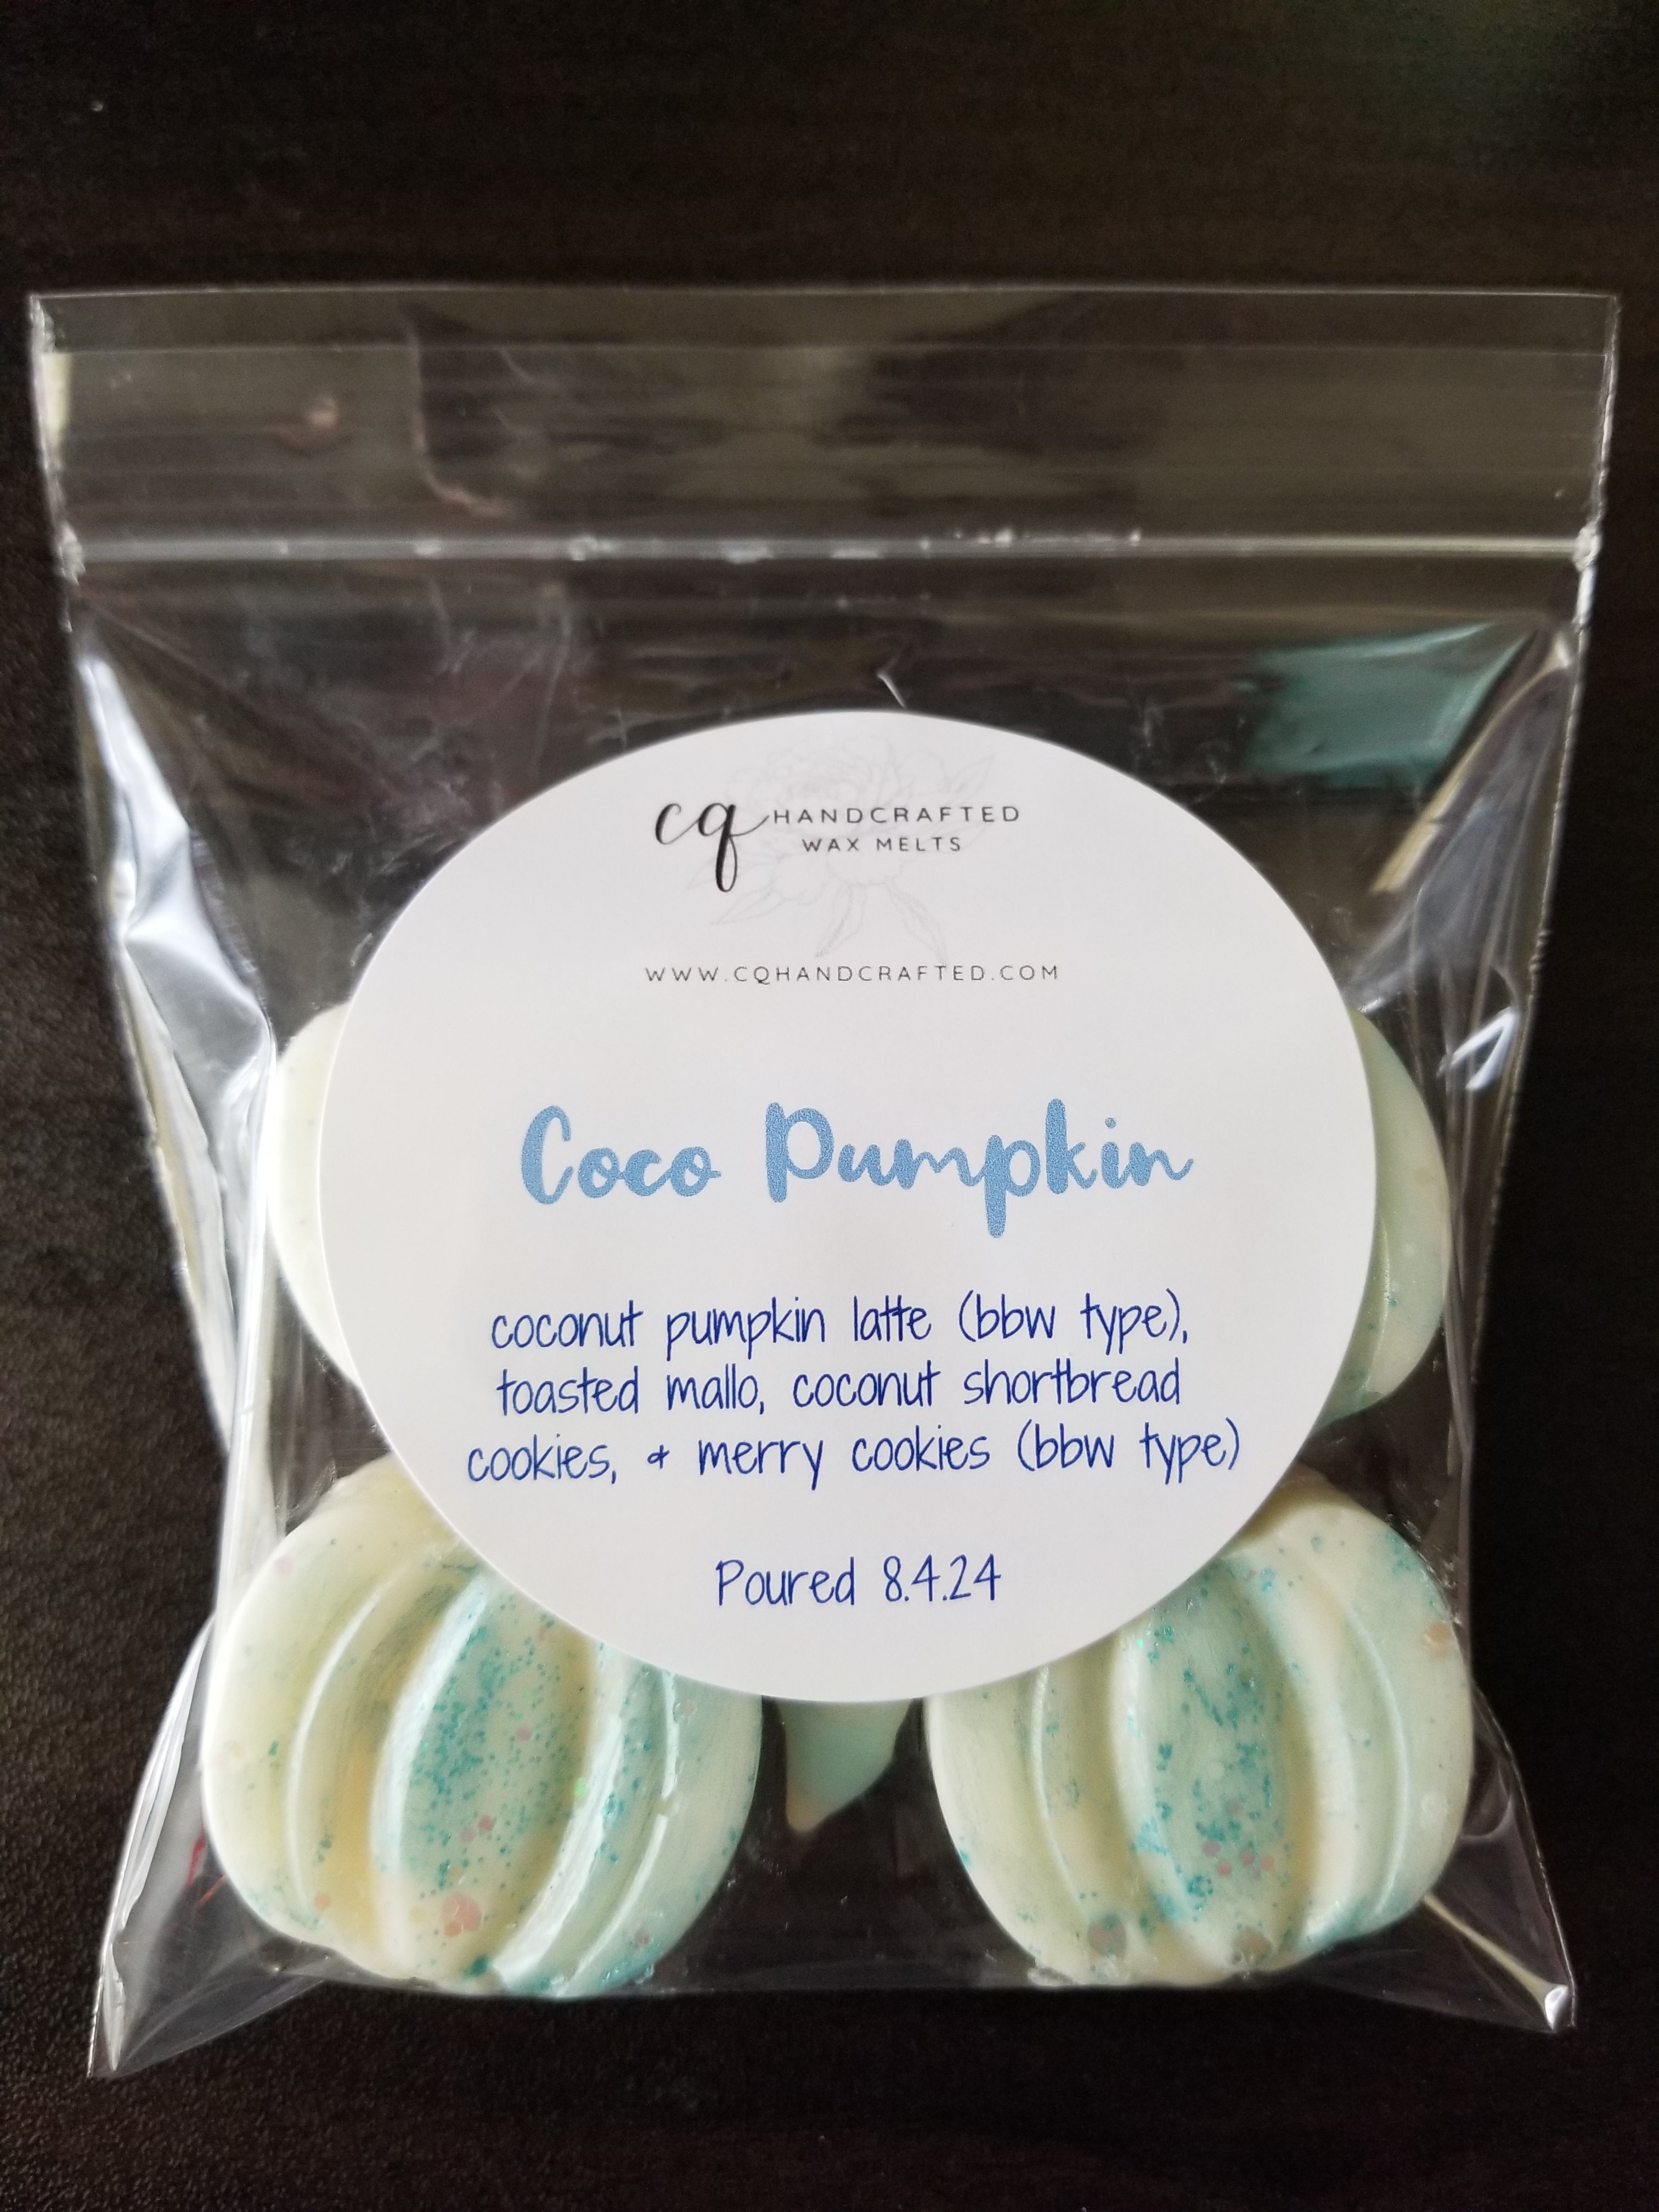 cq HANDCRAFTED
WAX MELTS
WWW.CQHANDCRAFTED.COM
Coco Pumpkin
coconut pumpkin latte (bbw type),
toasted mallo, coconut shortbread
cookies, & merry cookies (bbw type)
Poured 8.4.24